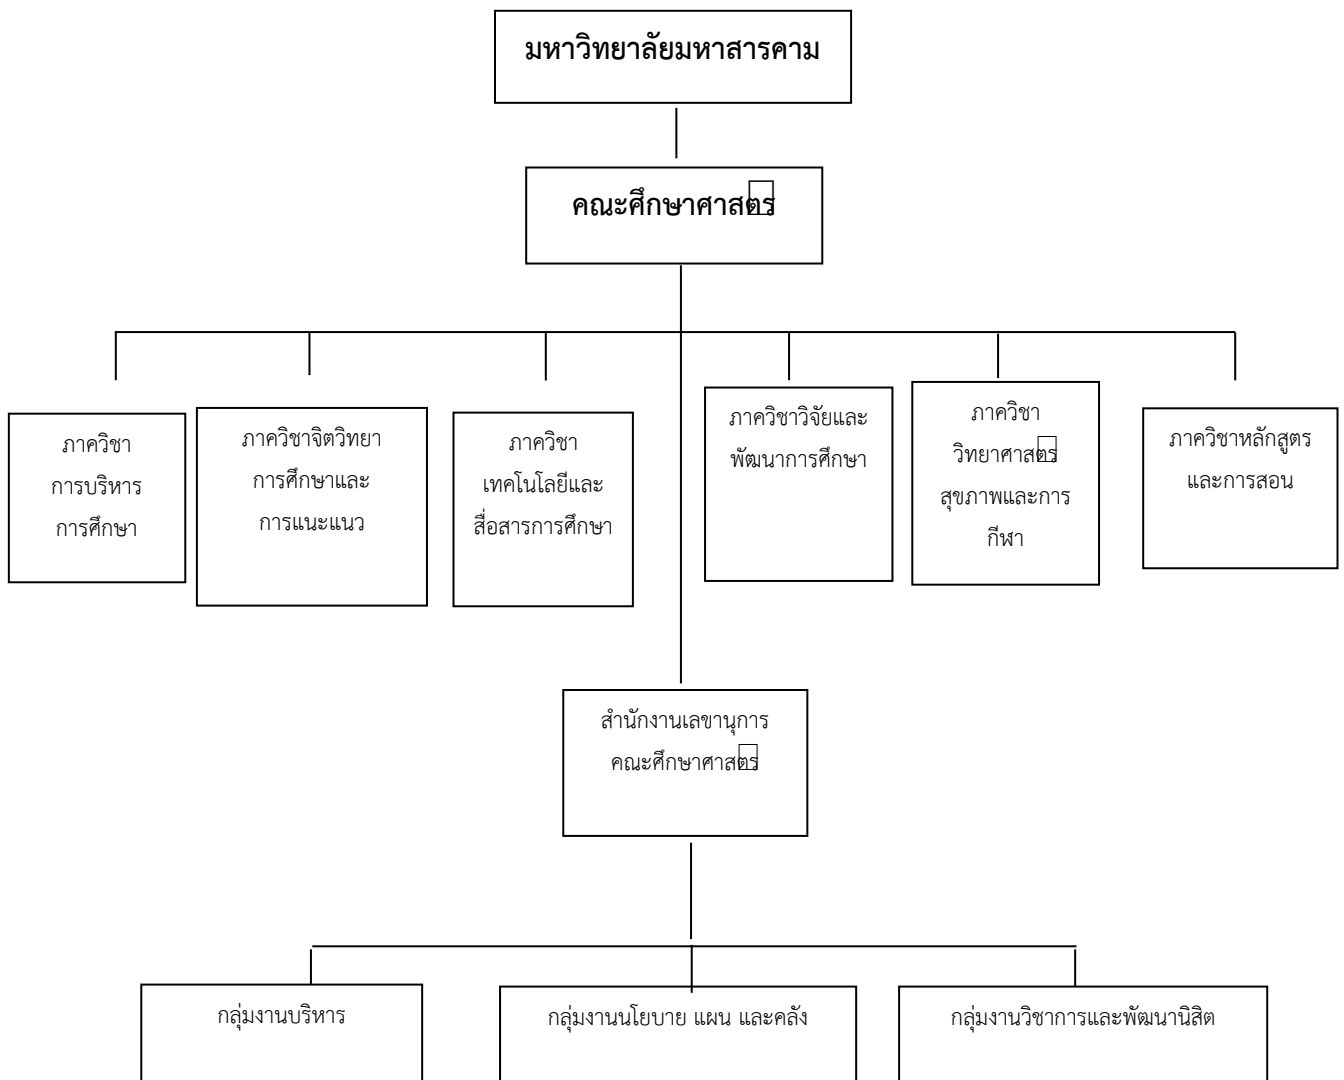 มหาวิทยาลัยมหาสารคาม
คณะศึกษาศาสตร์
ภาควิชา
การบริหาร
การศึกษา
ภาควิชาจิตวิทยา
การศึกษาและ
การแนะแนว
ภาควิชา
เทคโนโลยีและ
สื่อสารการศึกษา
ภาควิชาวิจัยและ
พัฒนาการศึกษา
ภาควิชา
วิทยาศาสตร์
สุขภาพและการ
กีฬา
ภาควิชาหลักสูตร
และการสอน
สำนักงานเลขานุการ
คณะศึกษาศาสตร์
กลุ่มงานบริหาร
กลุ่มงานนโยบาย แผน และคลัง
กลุ่มงานวิชาการและพัฒนานิสิต